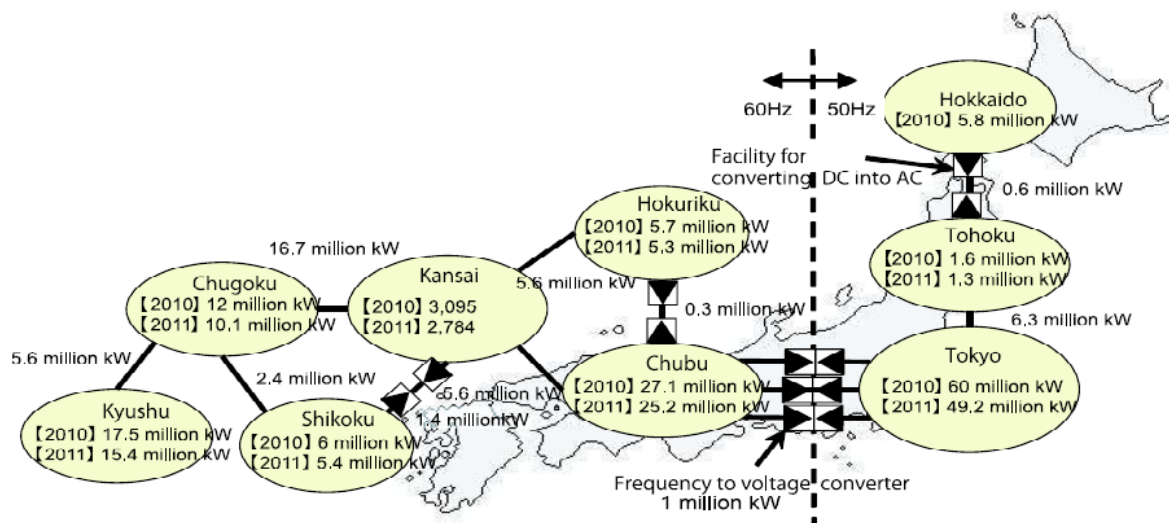 60Hz
50Hz
Hokkaido
【2010】 5.8 million kW
Facility for
converting DC into AC
0.6 million kW
Hokuriku
【2010】 5.7 million kW
【2011】 5.3 million kW
Tohoku
【2010】 1.6 million kW
【2011】 1.3 million kW
16.7 million kW
Chugoku
【2010】 12 million kW
【2011】 10.1 million kW
Kansai
【2010】 3,095
【2011】 2,784
5.6 million kW
0.3 million kW
6.3 million kW
5.6 million kW
2.4 million kW
Chubu
【2010】 27.1 million kW
【2011】 25.2 million kW
Tokyo
【2010】 60 million kW
【2011】 49.2 million kW
5.6 million kW
1.4 millionkW
Kyushu
【2010】 17.5 million kW
【2011】 15.4 million kW
Shikoku
【2010】 6 million kW
【2011】 5.4 million kW
Frequency to voltage converter
1 million kW